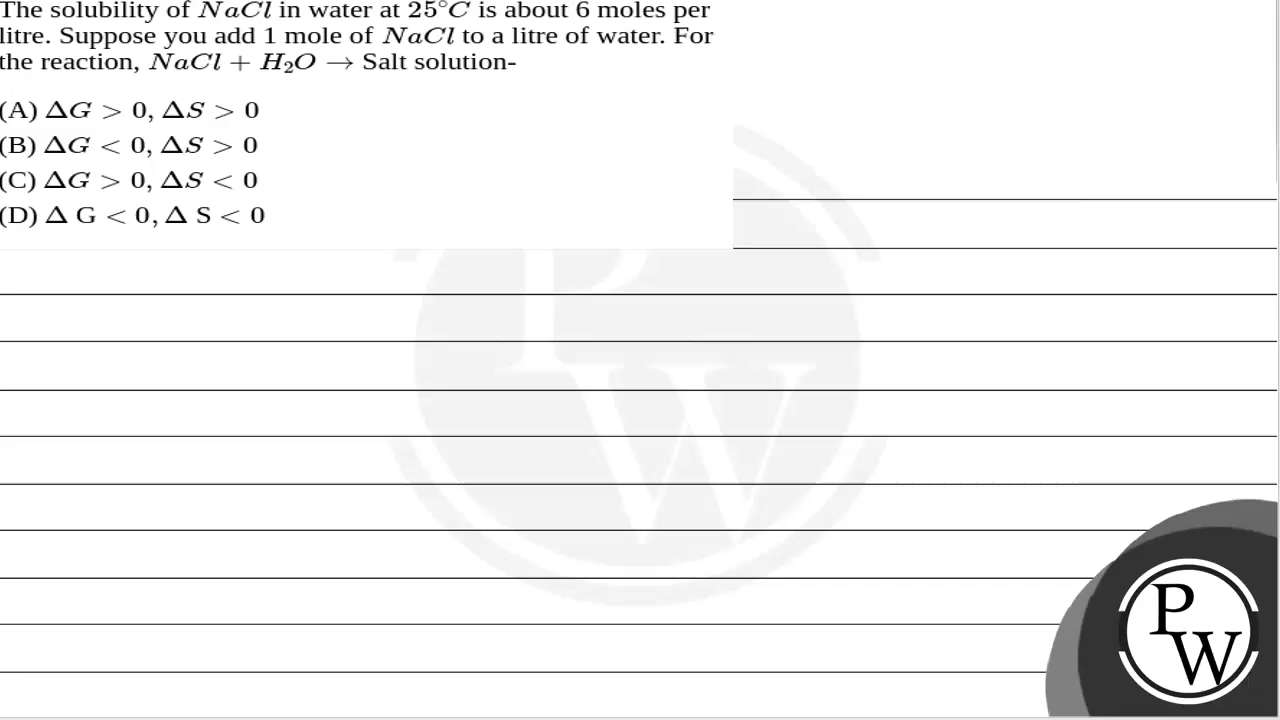 The solubility of NaCl in water at 25°C is about 6 moles per
litre. Suppose you add 1 mole of NaCl to a litre of water. For
the reaction, NaCl + H₂O → Salt solution-
(A) ΔG > 0, ΔS > 0
(B) ΔG < 0, ΔS > 0
(C) ΔG > 0, ΔS < 0
(D) Δ G < 0, Δ S < 0
P
W
P
W